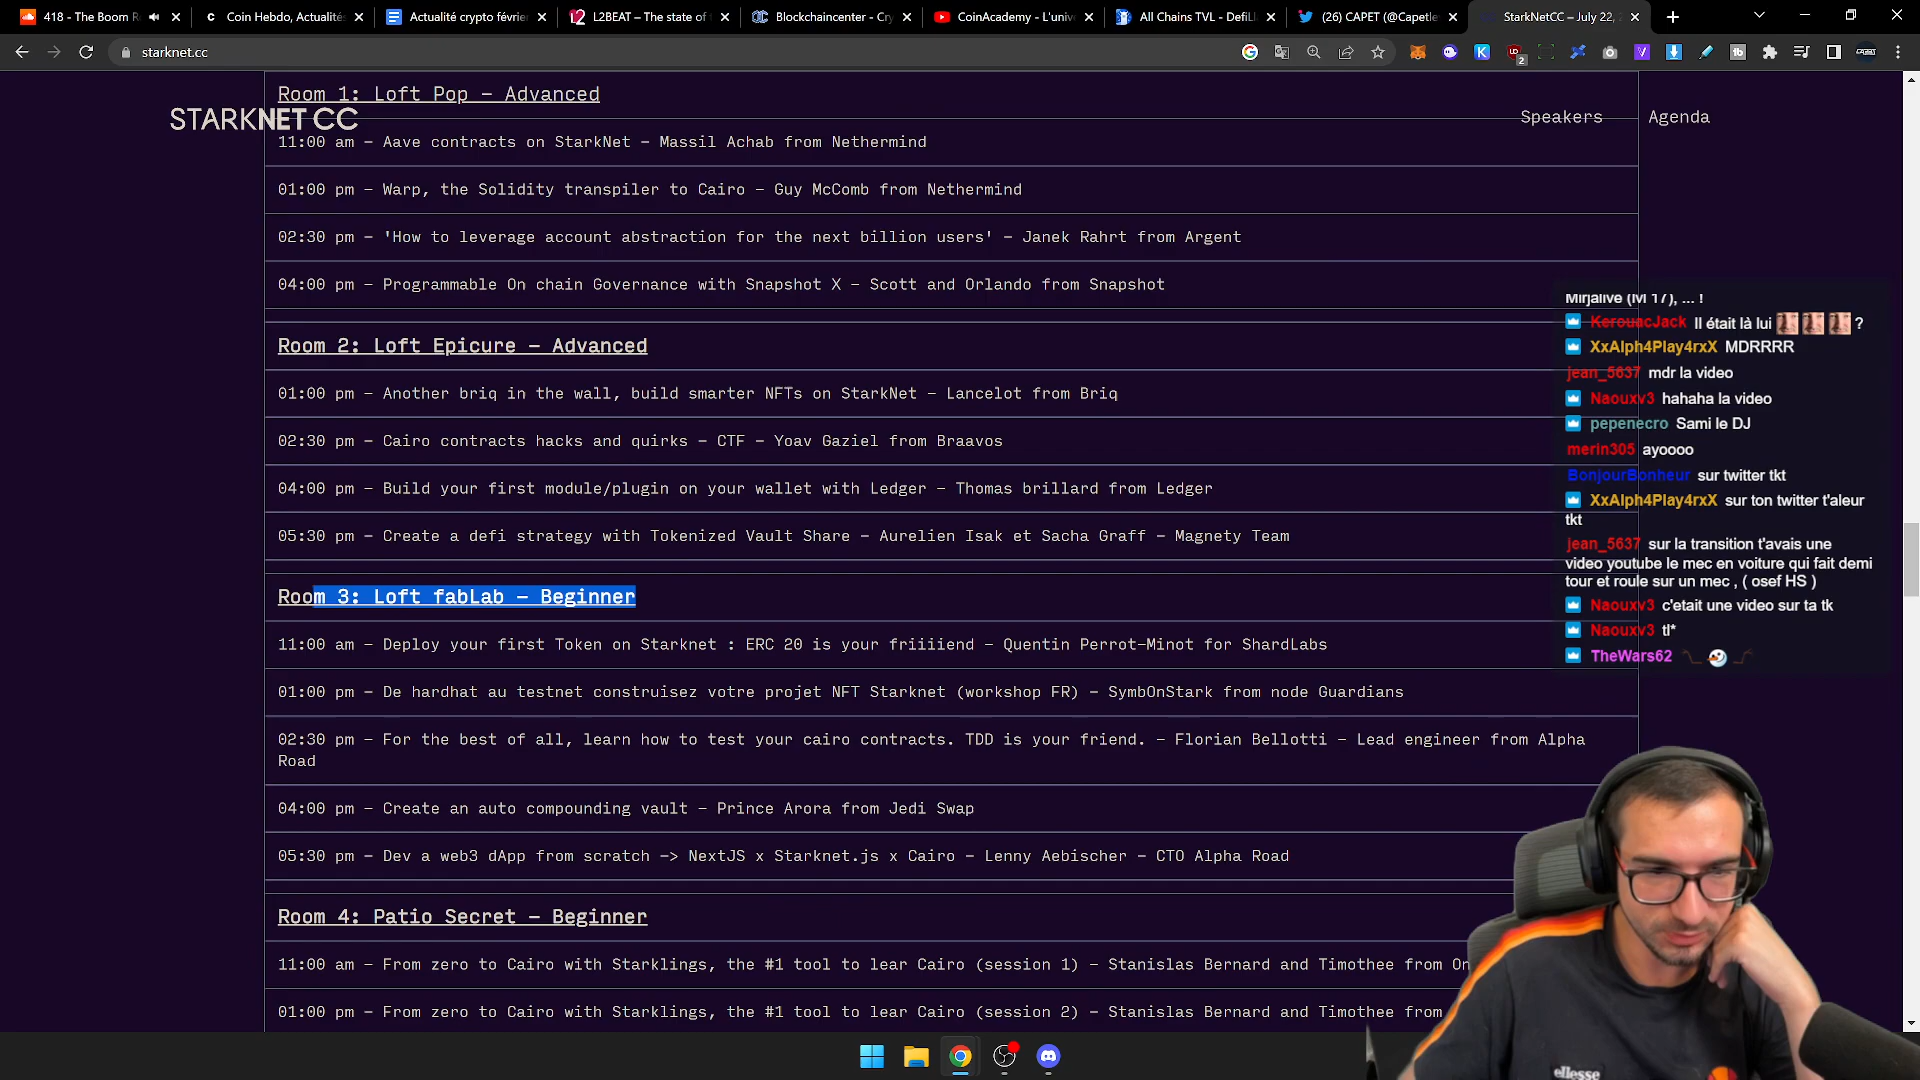 418 - The Boom R
Coin Hebdo, Actualités
Actualité crypto févrie
L2BEAT – The state of
Blockchaincenter - Cry
CoinAcademy - L'univ
All Chains TVL - DefiLl
(26) CAPET (@Capetle
StarkNetCC – July 22,
starknet.cc
2
STARKNET CC
Speakers
Agenda
Room 1: Loft Pop – Advanced
11:00 am – Aave contracts on StarkNet – Massil Achab from Nethermind
01:00 pm – Warp, the Solidity transpiler to Cairo – Guy McComb from Nethermind
02:30 pm – 'How to leverage account abstraction for the next billion users' – Janek Rahrt from Argent
04:00 pm – Programmable On chain Governance with Snapshot X – Scott and Orlando from Snapshot
Room 2: Loft Epicure – Advanced
01:00 pm – Another briq in the wall, build smarter NFTs on StarkNet – Lancelot from Briq
02:30 pm – Cairo contracts hacks and quirks – CTF – Yoav Gaziel from Braavos
04:00 pm – Build your first module/plugin on your wallet with Ledger – Thomas brillard from Ledger
05:30 pm – Create a defi strategy with Tokenized Vault Share – Aurelien Isak et Sacha Graff – Magnety Team
Room 3: Loft fabLab – Beginner
11:00 am – Deploy your first Token on Starknet : ERC 20 is your friiiiend – Quentin Perrot-Minot for ShardLabs
01:00 pm – De hardhat au testnet construisez votre projet NFT Starknet (workshop FR) – SymbOnStark from node Guardians
02:30 pm – For the best of all, learn how to test your cairo contracts. TDD is your friend. – Florian Bellotti – Lead engineer from Alpha
Road
04:00 pm – Create an auto compounding vault – Prince Arora from Jedi Swap
05:30 pm – Dev a web3 dApp from scratch -> NextJS x Starknet.js x Cairo – Lenny Aebischer – CTO Alpha Road
Room 4: Patio Secret – Beginner
11:00 am – From zero to Cairo with Starklings, the #1 tool to lear Cairo (session 1) – Stanislas Bernard and Timothee from On
01:00 pm – From zero to Cairo with Starklings, the #1 tool to lear Cairo (session 2) – Stanislas Bernard and Timothee from
Mirjalive (lvl 17), ... !
KerouacJack Il était là lui ?
XxAlph4Play4rxX MDRRRR
jean_5637 mdr la video
Naouxv3 hahaha la video
pepenecro Sami le DJ
merin305 ayoooo
BonjourBonheur sur twitter tkt
XxAlph4Play4rxX sur ton twitter t'aleur
tkt
jean_5637 sur la transition t'avais une
video youtube le mec en voiture qui fait demi
tour et roule sur un mec , ( osef HS )
Naouxv3 c'etait une video sur ta tk
Naouxv3 tl*
TheWars62
ellesse